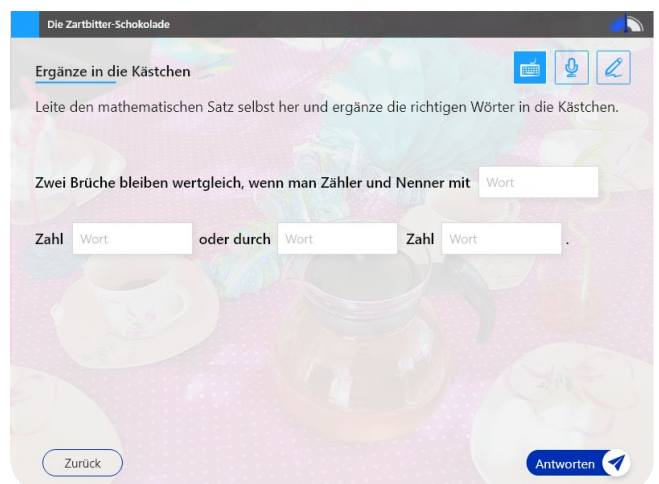 Die Zartbitter-Schokolade
Ergänze in die Kästchen
Leite den mathematischen Satz selbst her und ergänze die richtigen Wörter in die Kästchen.
Zwei Brüche bleiben wertgleich, wenn man Zähler und Nenner mit Wort
Zahl Wort oder durch Wort Zahl Wort .
Zurück Antworten